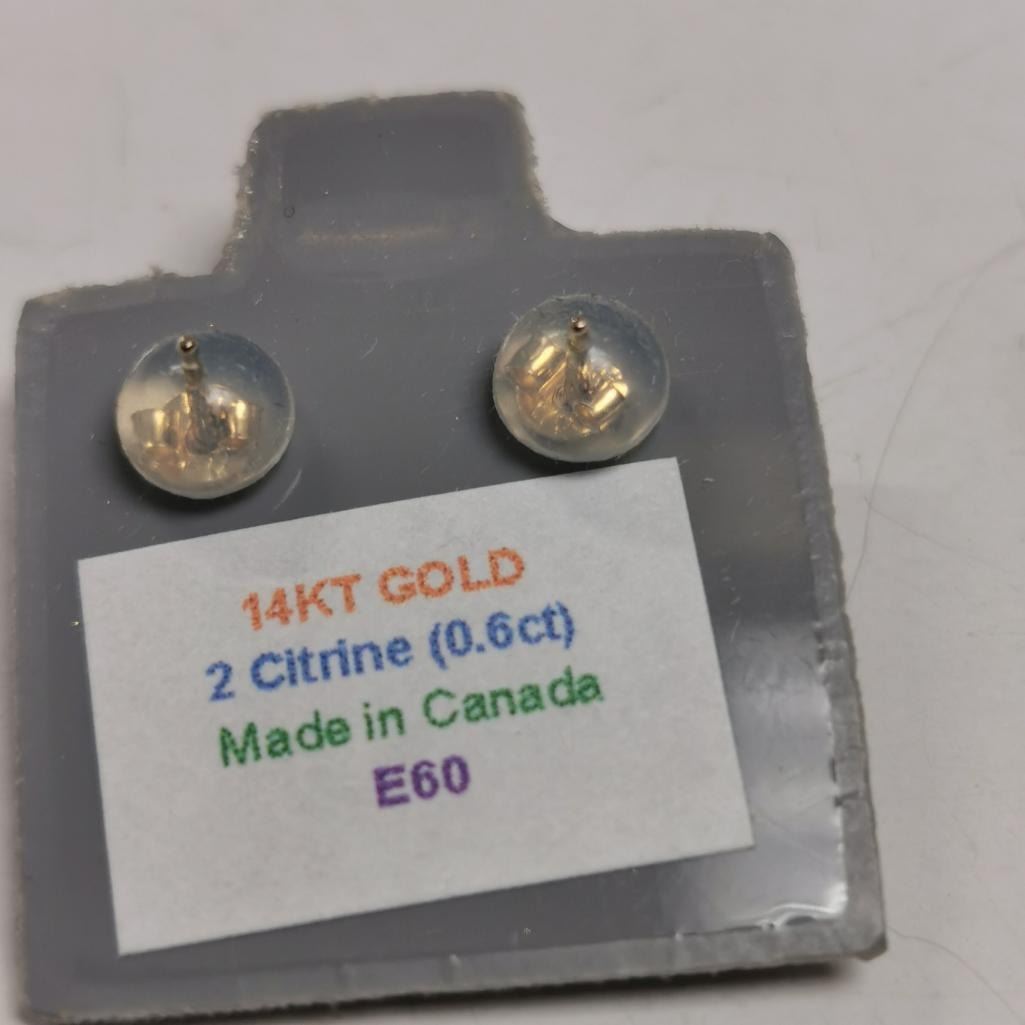 14KT GOLD
2 Citrine (0.6ct)
Made in Canada
E60